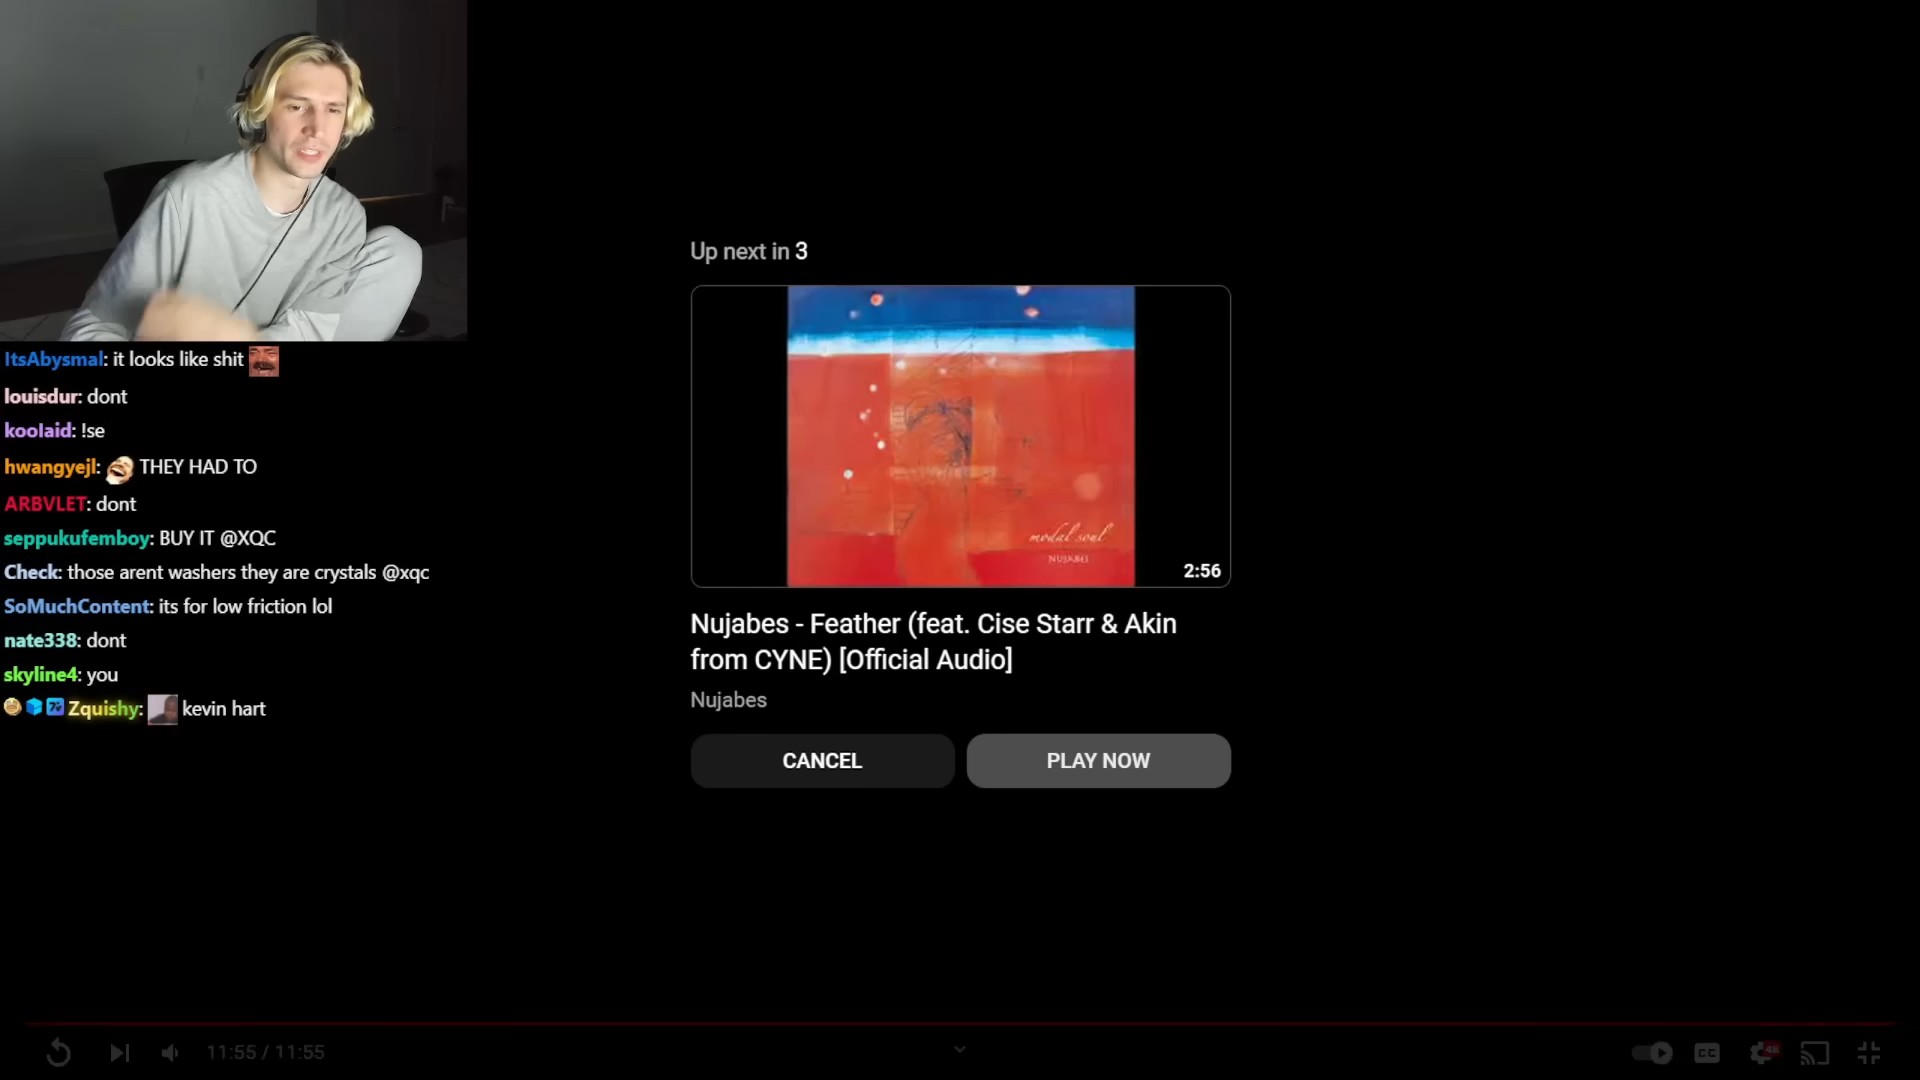 ItsAbysmal: it looks like shit
louisdur: dont
koolaid: !se
hwangyejl: THEY HAD TO
ARBVLET: dont
seppukufemboy: BUY IT @XQC
Check: those arent washers they are crystals @xqc
SoMuchContent: its for low friction lol
nate338: dont
skyline4: you
Zquishy: kevin hart
Up next in 3
modal soul
NUJABES
2:56
Nujabes - Feather (feat. Cise Starr & Akin
from CYNE) [Official Audio]
Nujabes
CANCEL
PLAY NOW
11:55 / 11:55
CC
4K